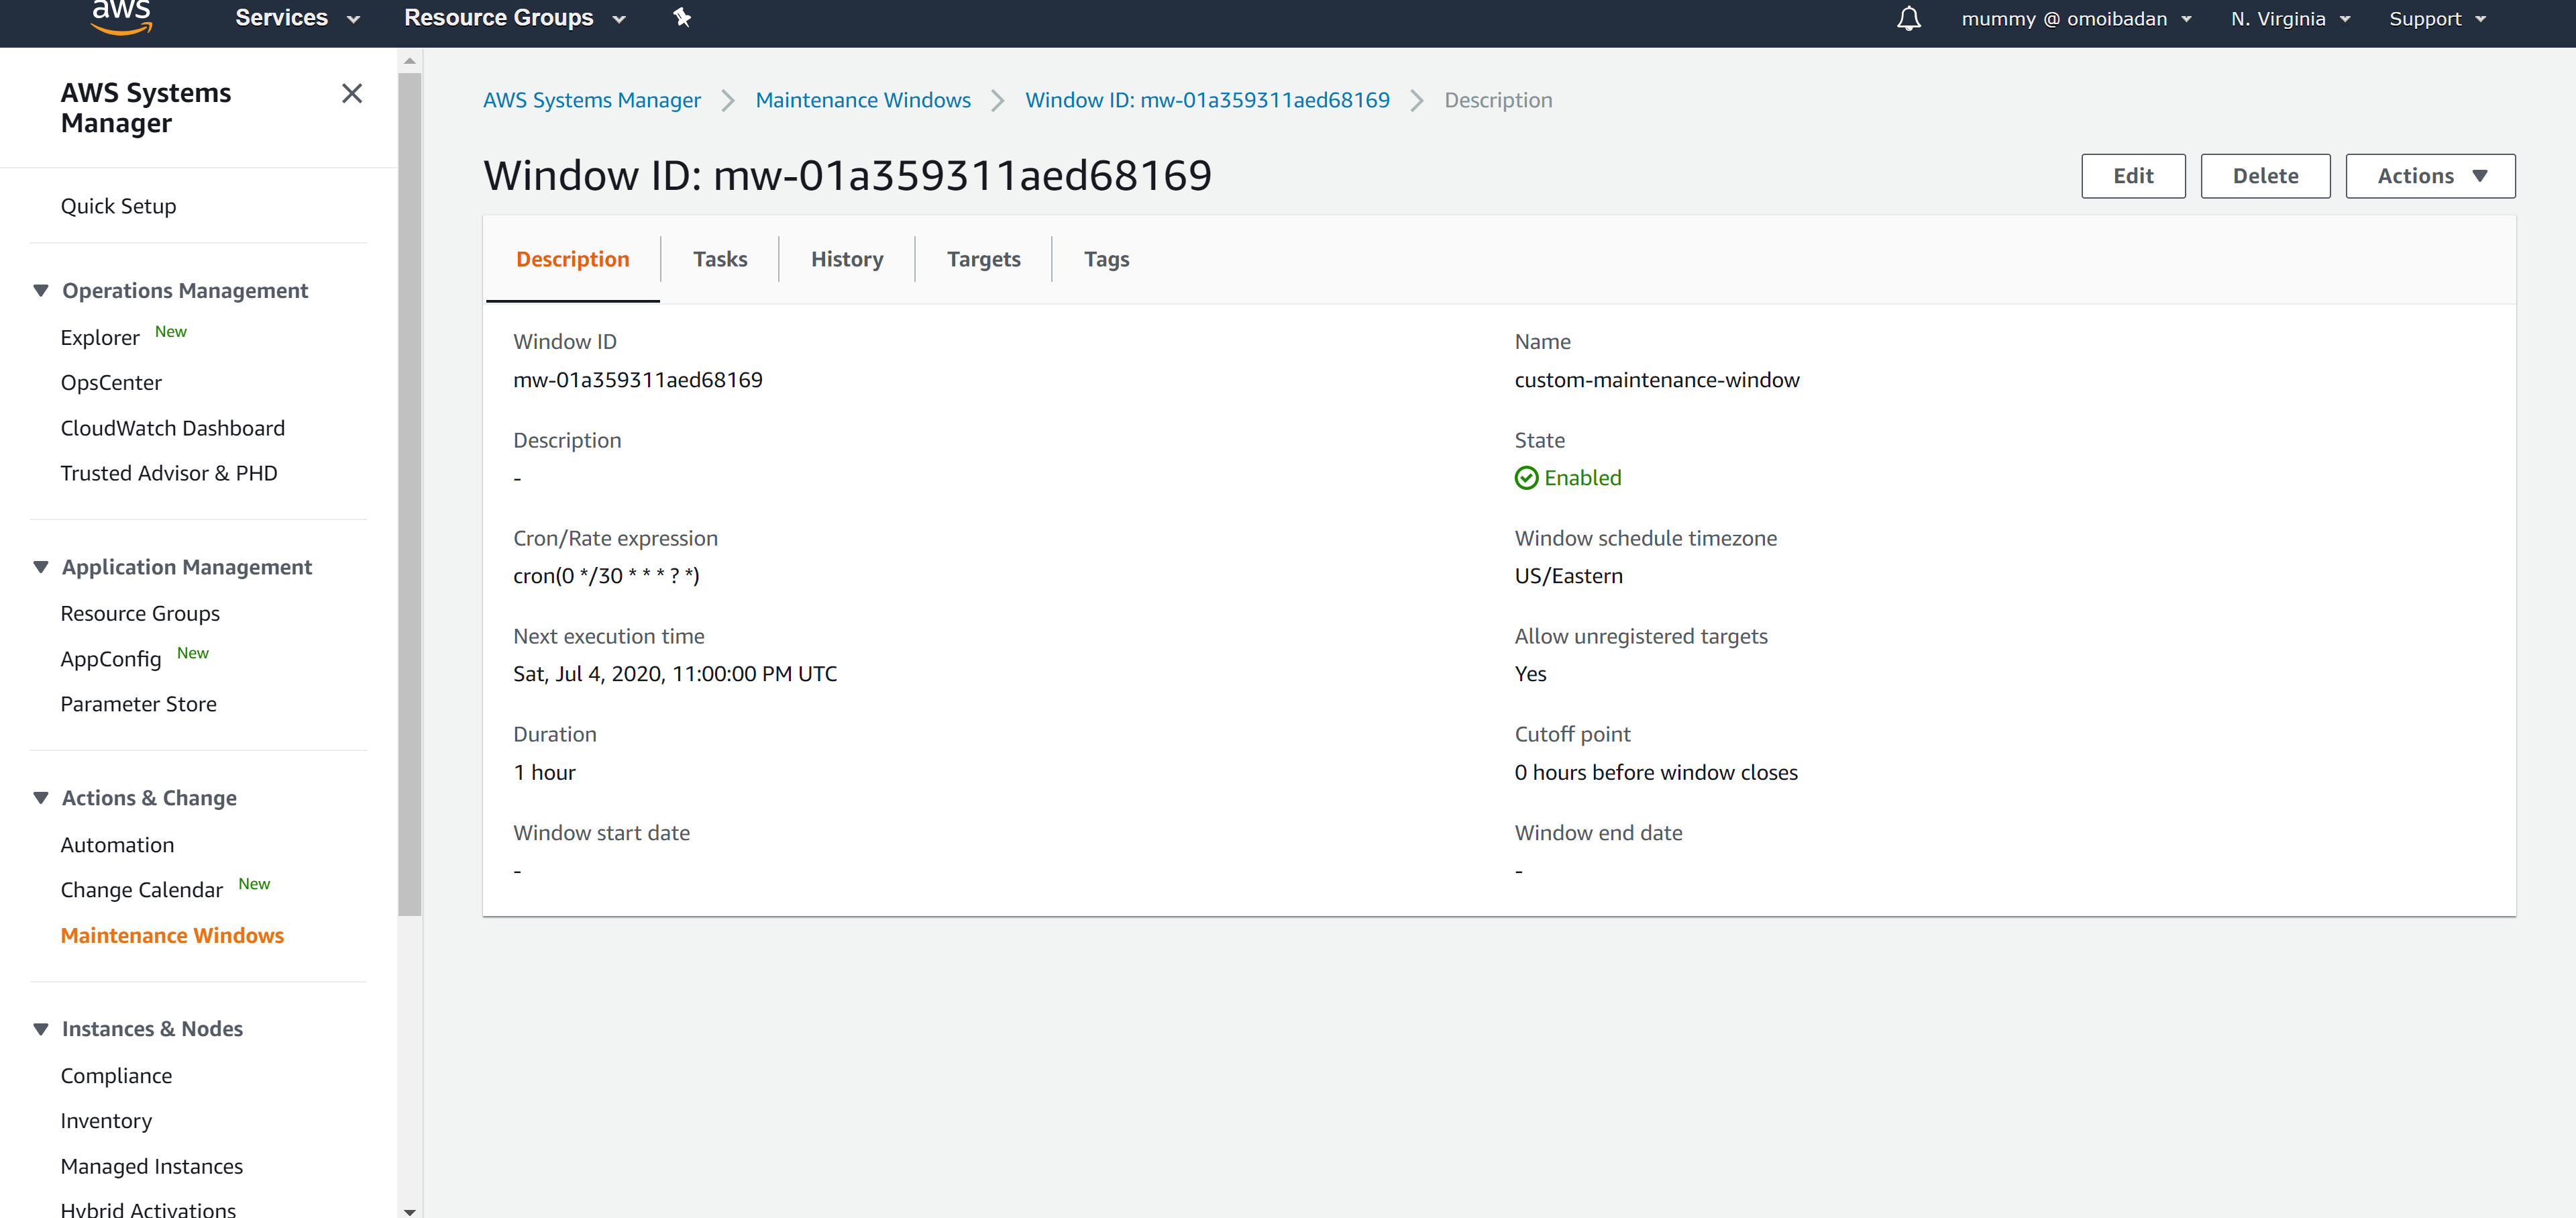 aws
Services
Resource Groups
mummy @ omoibadan
N. Virginia
Support
AWS Systems
Manager
Quick Setup
Operations Management
Explorer New
OpsCenter
CloudWatch Dashboard
Trusted Advisor & PHD
Application Management
Resource Groups
AppConfig New
Parameter Store
Actions & Change
Automation
Change Calendar New
Maintenance Windows
Instances & Nodes
Compliance
Inventory
Managed Instances
Hybrid Activations
AWS Systems Manager
Maintenance Windows
Window ID: mw-01a359311aed68169
Description
Window ID: mw-01a359311aed68169
Edit
Delete
Actions
Description
Tasks
History
Targets
Tags
Window ID
mw-01a359311aed68169
Name
custom-maintenance-window
Description
-
State
Enabled
Cron/Rate expression
cron(0 */30 * * * ? *)
Window schedule timezone
US/Eastern
Next execution time
Sat, Jul 4, 2020, 11:00:00 PM UTC
Allow unregistered targets
Yes
Duration
1 hour
Cutoff point
0 hours before window closes
Window start date
-
Window end date
-